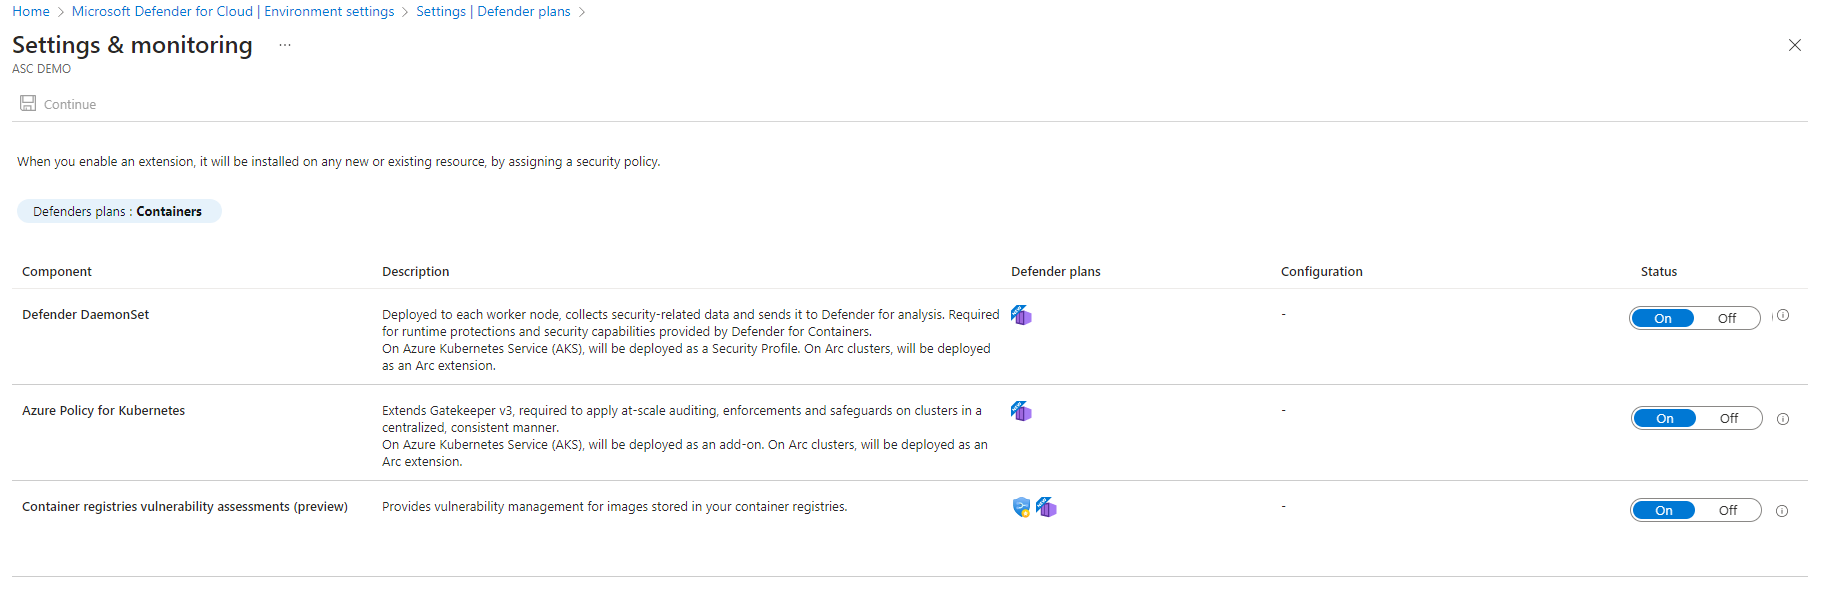 Home > Microsoft Defender for Cloud | Environment settings > Settings | Defender plans >
Settings & monitoring ...
ASC DEMO
Continue
When you enable an extension, it will be installed on any new or existing resource, by assigning a security policy.
Defenders plans : Containers
Component Description Defender plans Configuration Status
Defender DaemonSet
Deployed to each worker node, collects security-related data and sends it to Defender for analysis. Required
for runtime protections and security capabilities provided by Defender for Containers.
On Azure Kubernetes Service (AKS), will be deployed as a Security Profile. On Arc clusters, will be deployed
as an Arc extension.
-
On Off
Azure Policy for Kubernetes
Extends Gatekeeper v3, required to apply at-scale auditing, enforcements and safeguards on clusters in a
centralized, consistent manner.
On Azure Kubernetes Service (AKS), will be deployed as an add-on. On Arc clusters, will be deployed as an
Arc extension.
-
On Off
Container registries vulnerability assessments (preview)
Provides vulnerability management for images stored in your container registries.
-
On Off